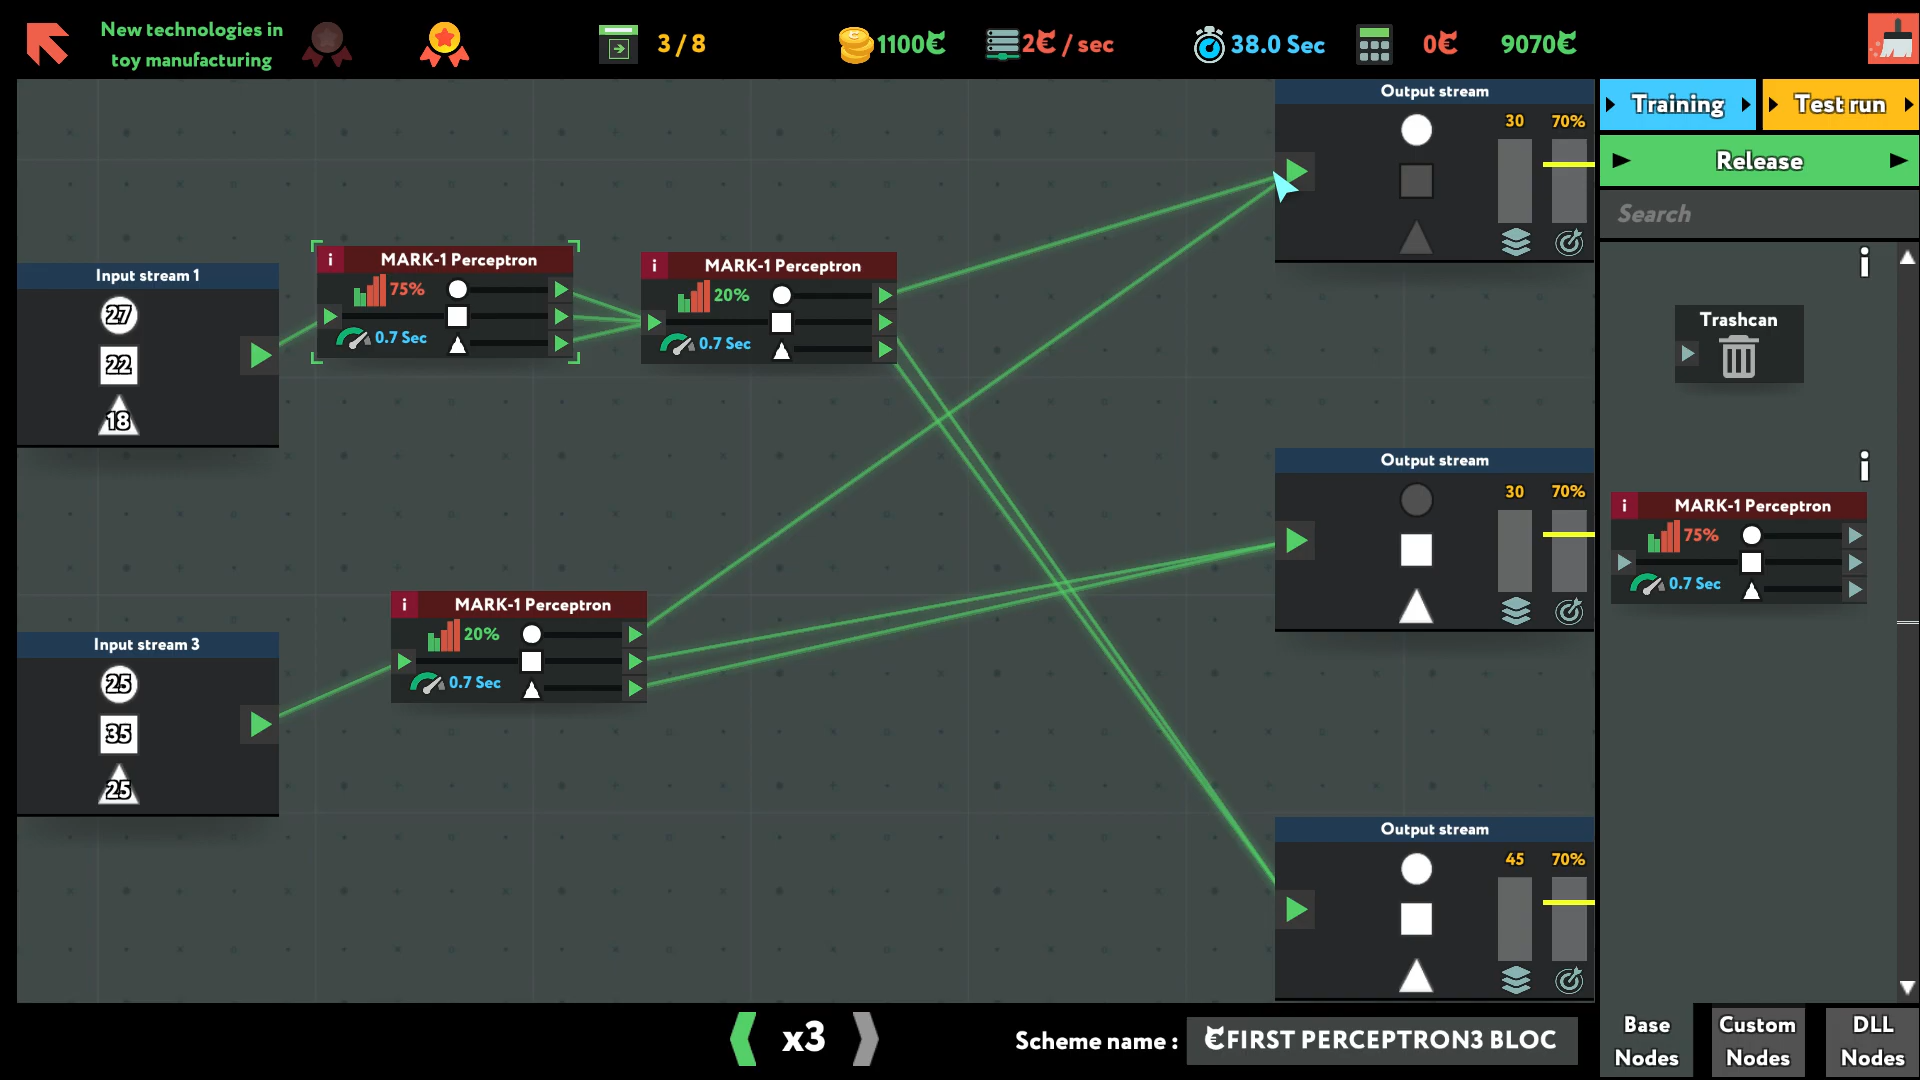 New technologies in
toy manufacturing
3 / 8
1100
2 / sec
38.0 Sec
0
9070
Training
Test run
Release
Search
Trashcan
i
i
i MARK-1 Perceptron
75%
0.7 Sec
Input stream 1
27
22
18
i MARK-1 Perceptron
75%
0.7 Sec
i MARK-1 Perceptron
20%
0.7 Sec
Output stream
30 70%
Input stream 3
25
35
25
i MARK-1 Perceptron
20%
0.7 Sec
Output stream
30 70%
Output stream
45 70%
x3
Scheme name :
FIRST PERCEPTRON3 BLOC
Base
Nodes
Custom
Nodes
DLL
Nodes